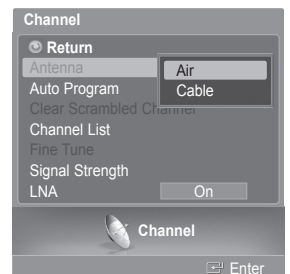 Channel
Return
Antenna
Air
Auto Program
Cable
Clear Scrambled Channel
Channel List
Fine Tune
Signal Strength
LNA On
Channel
Enter